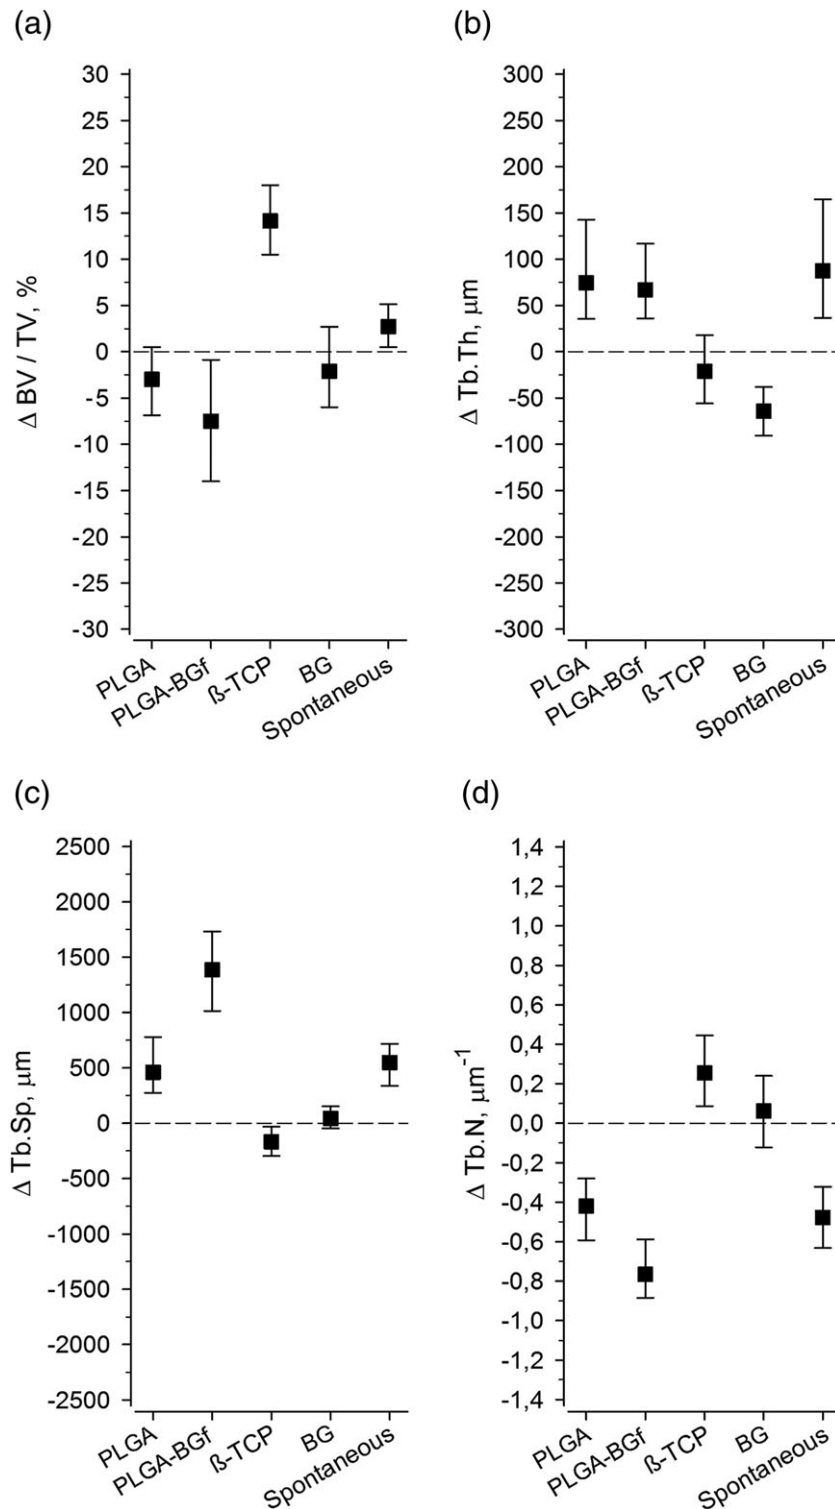 (a)
Δ BV / TV, %
30
25
20
15
10
5
0
-5
-10
-15
-20
-25
-30
PLGA
PLGA-BGf
ß-TCP
BG
Spontaneous
(b)
Δ Tb.Th, μm
300
250
200
150
100
50
0
-50
-100
-150
-200
-250
-300
PLGA
PLGA-BGf
ß-TCP
BG
Spontaneous
(c)
Δ Tb.Sp, μm
2500
2000
1500
1000
500
0
-500
-1000
-1500
-2000
-2500
PLGA
PLGA-BGf
ß-TCP
BG
Spontaneous
(d)
Δ Tb.N, μm⁻¹
1,4
1,2
1,0
0,8
0,6
0,4
0,2
0,0
-0,2
-0,4
-0,6
-0,8
-1,0
-1,2
-1,4
PLGA
PLGA-BGf
ß-TCP
BG
Spontaneous